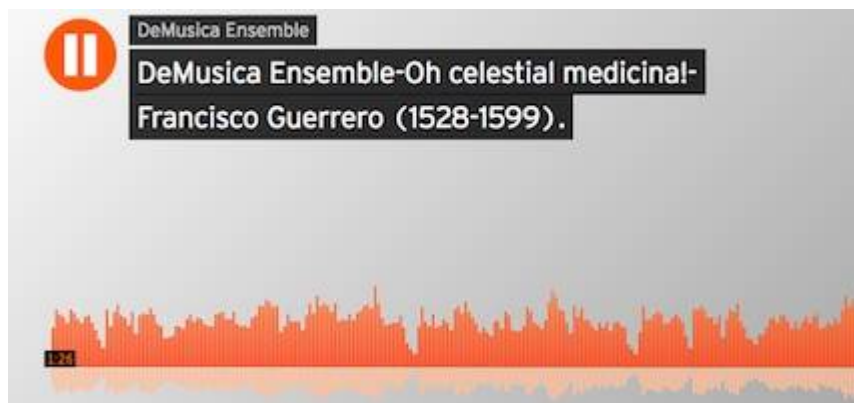 DeMusica Ensemble
DeMusica Ensemble-Oh celestial medicina!-
Francisco Guerrero (1528-1599).
1:26